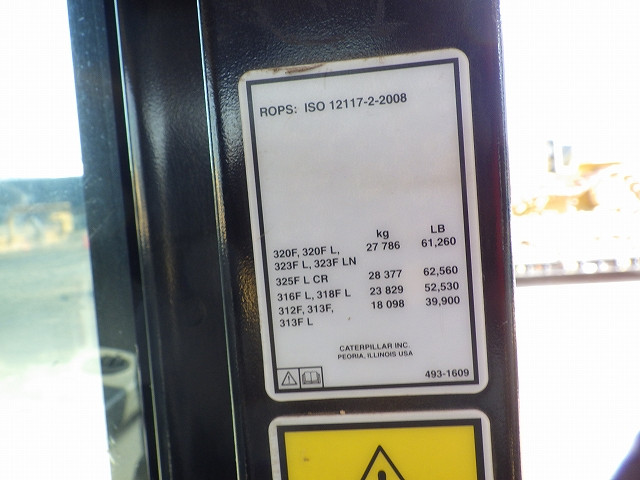 ROPS: ISO 12117-2-2008
kg LB
320F, 320F L, 27 786 61,260
323F L, 323F LN
325F L CR 28 377 62,560
316F L, 318F L 23 829 52,530
312F, 313F, 18 098 39,900
313F L
CATERPILLAR INC.
PEORIA, ILLINOIS USA
493-1609